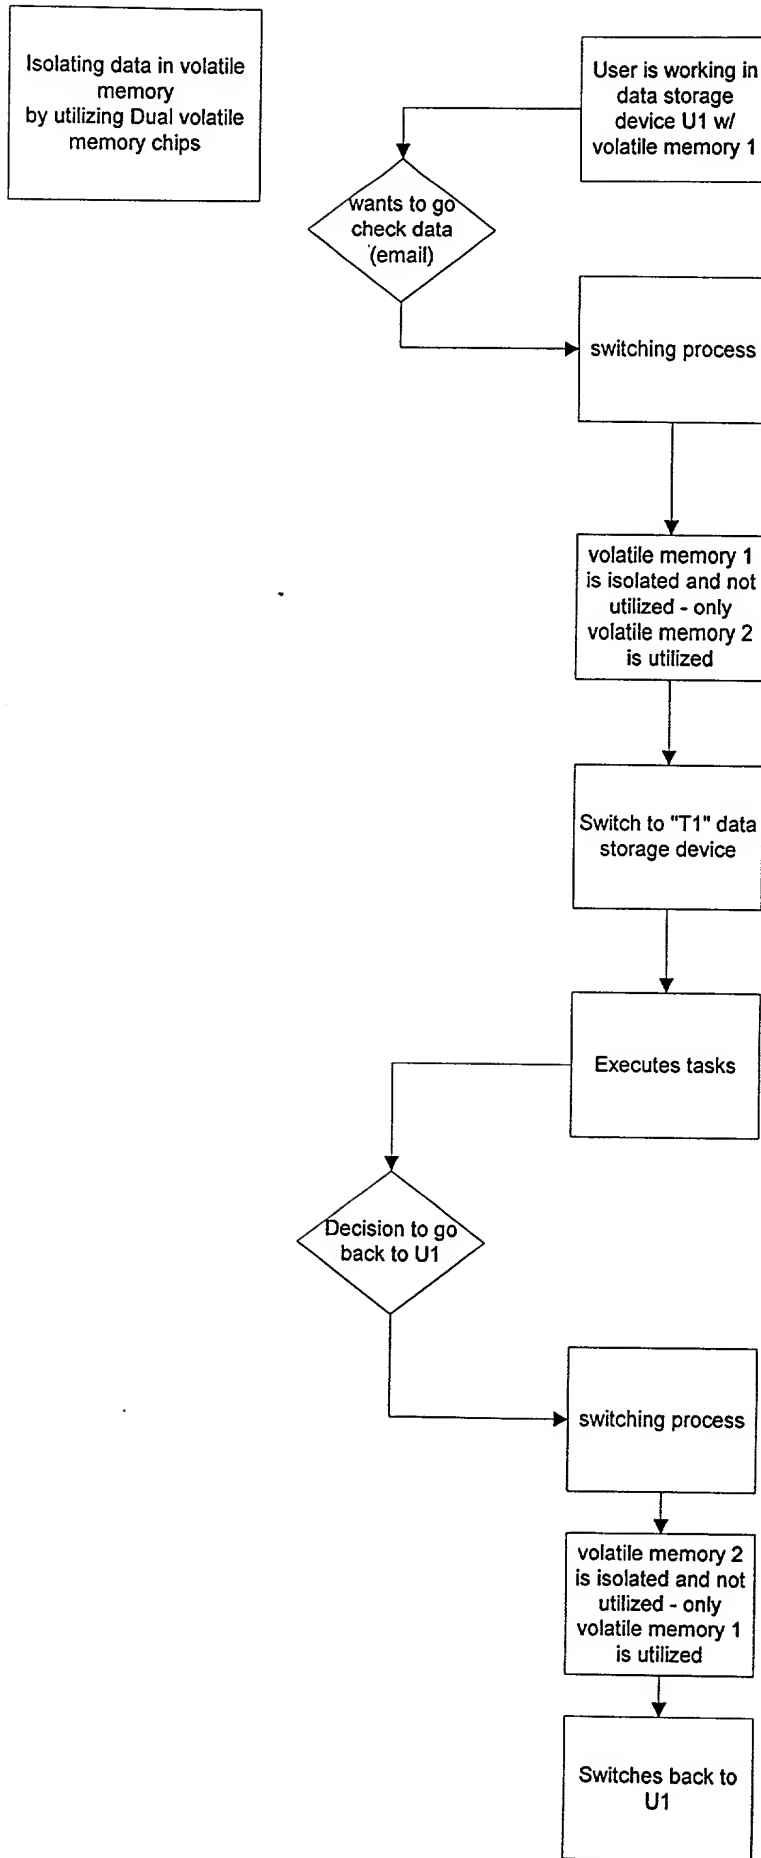 Isolating data in volatile
memory
by utilizing Dual volatile
memory chips
User is working in
data storage
device U1 w/
volatile memory 1
wants to go
check data
(email)
switching process
volatile memory 1
is isolated and not
utilized - only
volatile memory 2
is utilized
Switch to "T1" data
storage device
Executes tasks
Decision to go
back to U1
switching process
volatile memory 2
is isolated and not
utilized - only
volatile memory 1
is utilized
Switches back to
U1